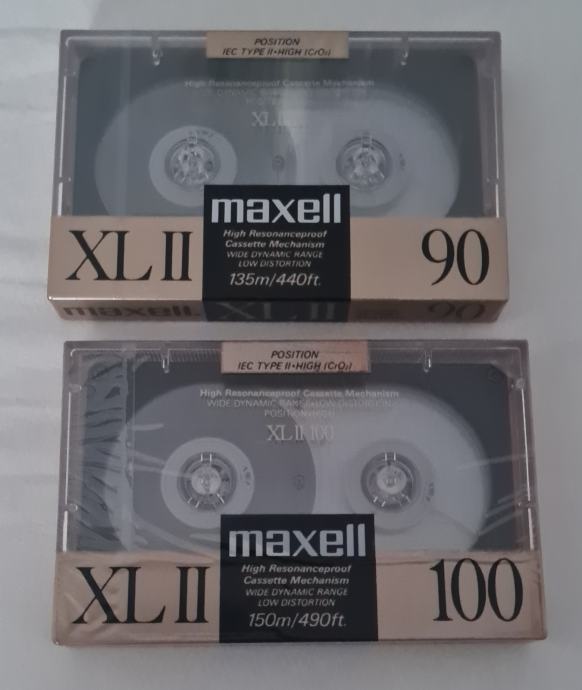 POSITION
IEC TYPE II•HIGH (CrO₂)
High Resonanceproof Cassette Mechanism
XL II
maxell
High Resonanceproof
Cassette Mechanism
WIDE DYNAMIC RANGE
LOW DISTORTION
135m/440ft.
XL II
90
maxell
XL II
90
POSITION
IEC TYPE II•HIGH (CrO₂)
High Resonanceproof Cassette Mechanism
WIDE DYNAMIC RANGE•LOW DISTORTION
POSITION•HIGH
XL II 100
maxell
High Resonanceproof
Cassette Mechanism
WIDE DYNAMIC RANGE
LOW DISTORTION
150m/490ft.
XL II
100